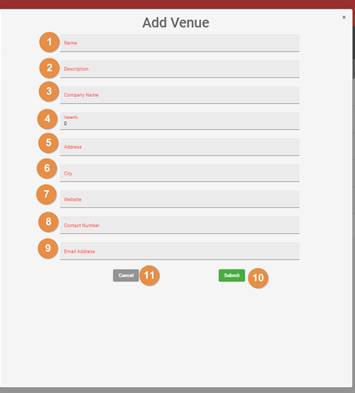 ×
Add Venue
1 Name
2 Description
3 Company Name
4 Capacity
0
5 Address
6 City
7 Website
8 Contact Number
9 Email Address
Cancel 11 Submit 10